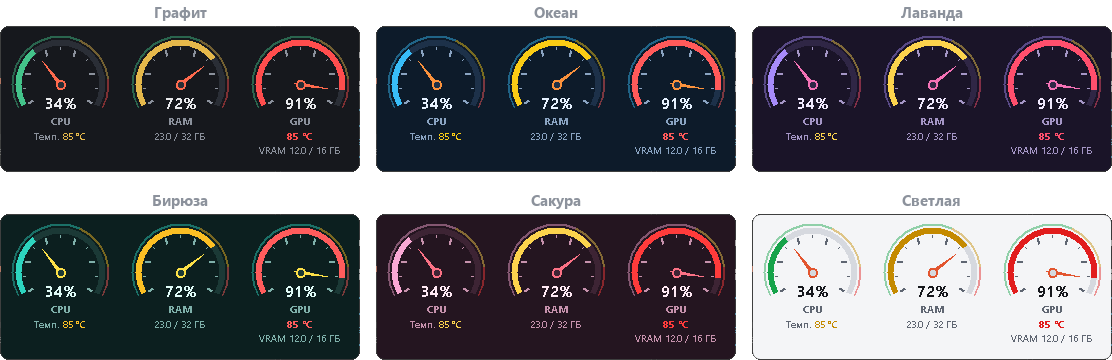 Графит
34% 72% 91%
CPU RAM GPU
Темп. 85 °C 23.0 / 32 ГБ 85 °C
VRAM 12.0 / 16 ГБ
Океан
34% 72% 91%
CPU RAM GPU
Темп. 85 °C 23.0 / 32 ГБ 85 °C
VRAM 12.0 / 16 ГБ
Лаванда
34% 72% 91%
CPU RAM GPU
Темп. 85 °C 23.0 / 32 ГБ 85 °C
VRAM 12.0 / 16 ГБ
Бирюза
34% 72% 91%
CPU RAM GPU
Темп. 85 °C 23.0 / 32 ГБ 85 °C
VRAM 12.0 / 16 ГБ
Сакура
34% 72% 91%
CPU RAM GPU
Темп. 85 °C 23.0 / 32 ГБ 85 °C
VRAM 12.0 / 16 ГБ
Светлая
34% 72% 91%
CPU RAM GPU
Темп. 85 °C 23.0 / 32 ГБ 85 °C
VRAM 12.0 / 16 ГБ